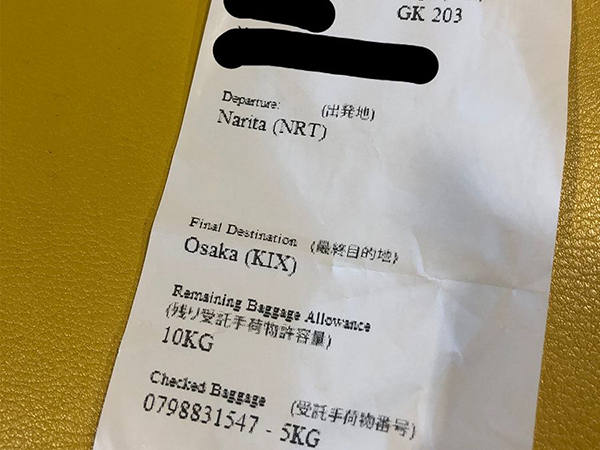 GK 203
Departure: (出発地)
Narita (NRT)
Final Destination (最終目的地)
Osaka (KIX)
Remaining Baggage Allowance
(残り受託手荷物許容量)
10KG
Checked Baggage (受託手荷物番号)
0798831547 - 5KG